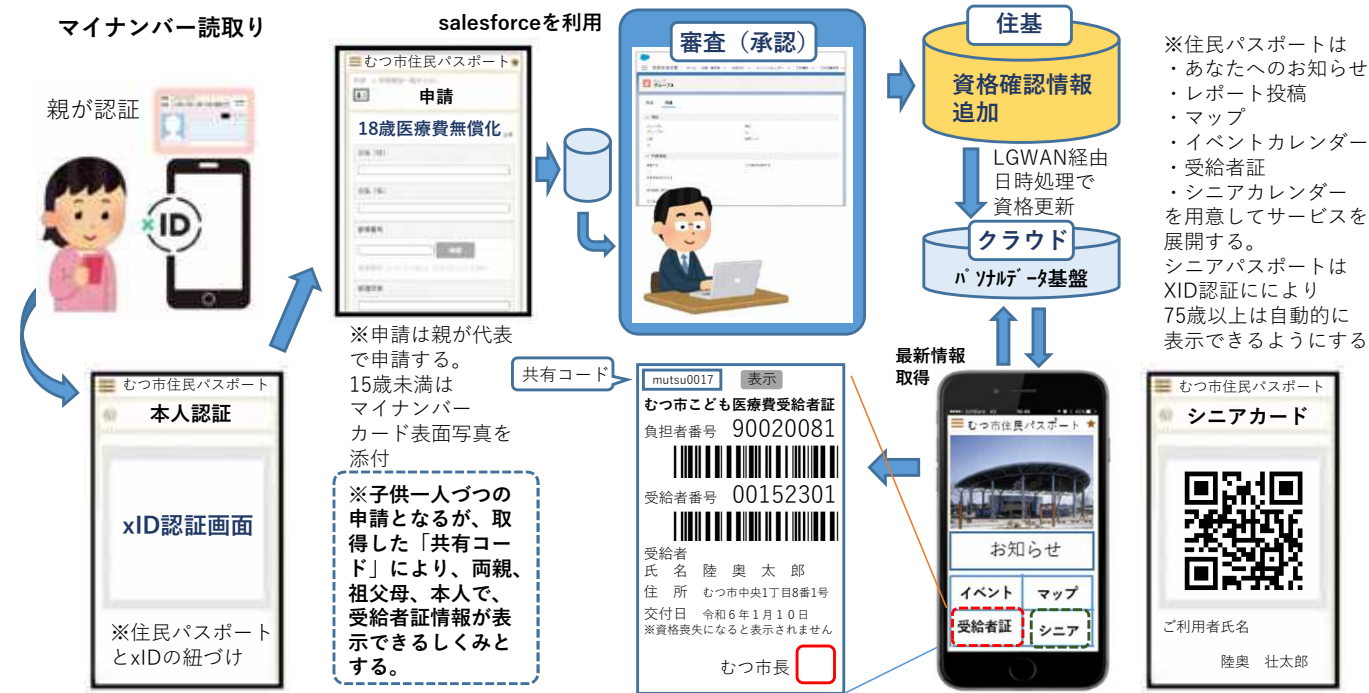 マイナンバー読取り
親が認証
ID
むつ市住民パスポート
本人認証
xID認証画面
※住民パスポート
とxIDの紐づけ
salesforceを利用
むつ市住民パスポート
申請
18歳医療費無償化
※申請は親が代表
で申請する。
15歳未満は
マイナンバー
カード表面写真を
添付
※子供一人づつの
申請となるが、取
得した「共有コー
ド」により、両親、
祖父母、本人で、
受給者証情報が表
示できるしくみと
する。
審査（承認）
住基
資格確認情報
追加
LGWAN経由
日時処理で
資格更新
クラウド
ﾊﾟｿﾅﾙﾃﾞｰﾀ基盤
最新情報
取得
共有コード
mutsu0017
表示
むつ市こども医療費受給者証
負担者番号 90020081
受給者番号 00152301
受給者
氏 名 陸 奥 太 郎
住 所 むつ市中央1丁目8番1号
交付日 令和6年1月10日
※資格喪失になると表示されません
むつ市長
むつ市住民パスポート
お知らせ
イベント
マップ
受給者証
シニア
※住民パスポートは
・あなたへのお知らせ
・レポート投稿
・マップ
・イベントカレンダー
・受給者証
・シニアカレンダー
を用意してサービスを
展開する。
シニアパスポートは
XID認証ににより
75歳以上は自動的に
表示できるようにする
むつ市住民パスポート
シニアカード
ご利用者氏名
陸奥 壮太郎